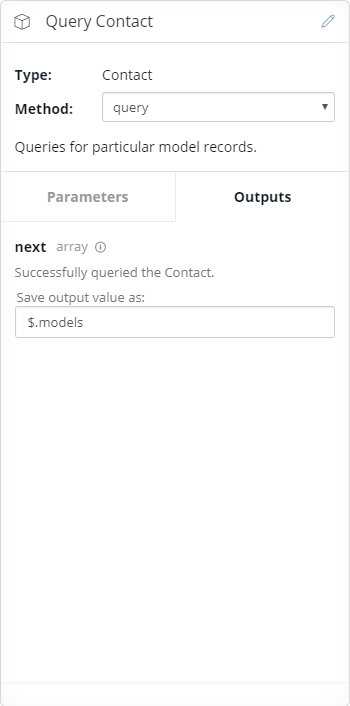 Query Contact
Type: Contact
Method: query
Queries for particular model records.
Parameters Outputs
next array
Successfully queried the Contact.
Save output value as:
$.models